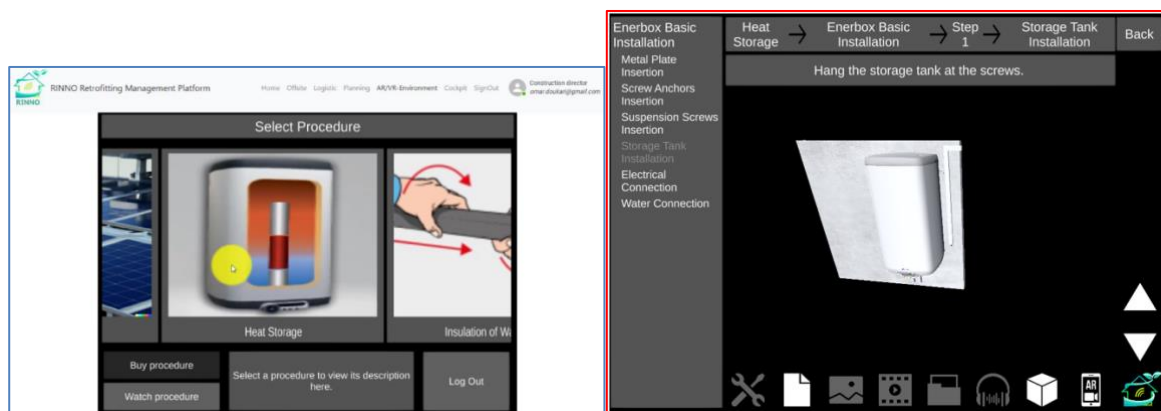 RINNO
RINNO Retrofitting Management Platform
Home Offsite Logistic Planning AR/VR-Environment Cockpit SignOut
Construction director
Select Procedure
Heat Storage
Insulation of Wa
Buy procedure
Watch procedure
Select a procedure to view its description
here.
Log Out
Enerbox Basic
Installation
Metal Plate
Insertion
Screw Anchors
Insertion
Suspension Screws
Insertion
Storage Tank
Installation
Electrical
Connection
Water Connection
Heat
Storage
Enerbox Basic
Installation
Step
1
Storage Tank
Installation
Back
Hang the storage tank at the screws.
AR